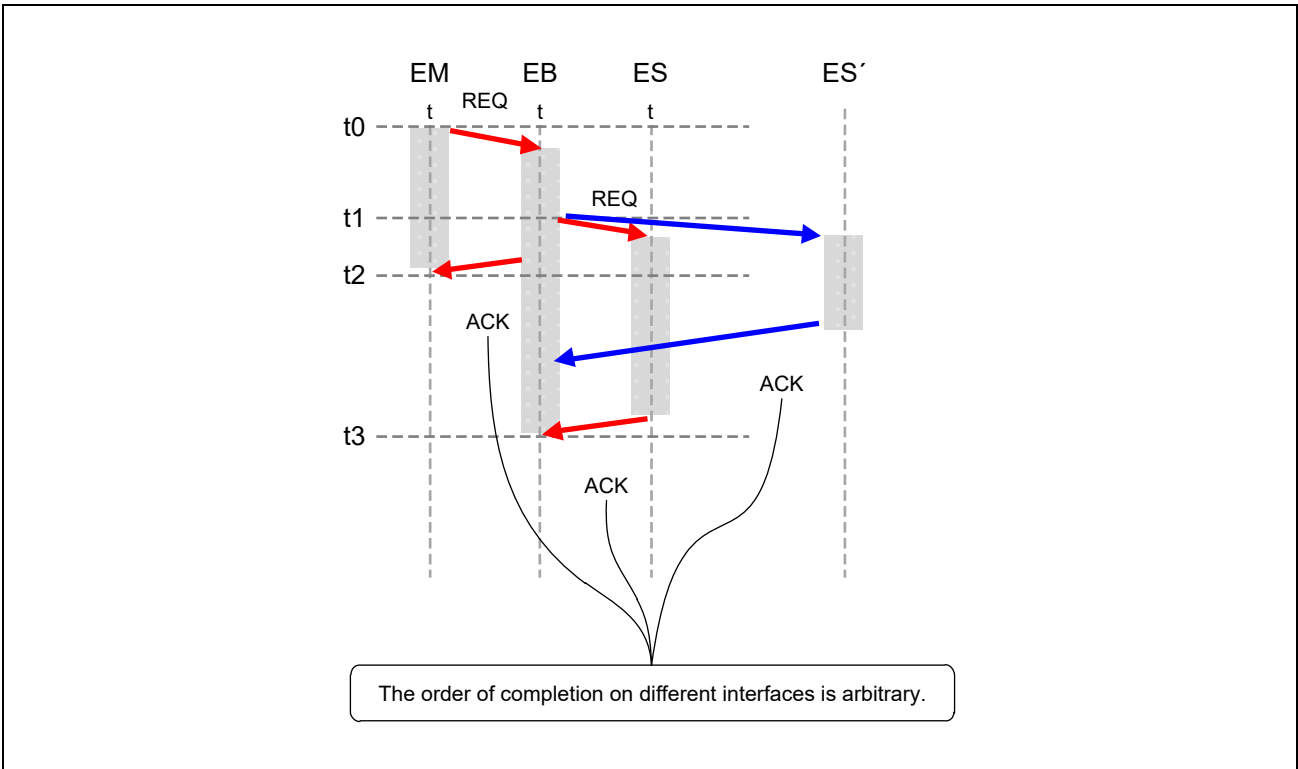 EM EB ES ES´
REQ
t t t
t0
REQ
t1
t2
ACK
ACK
t3
ACK
The order of completion on different interfaces is arbitrary.